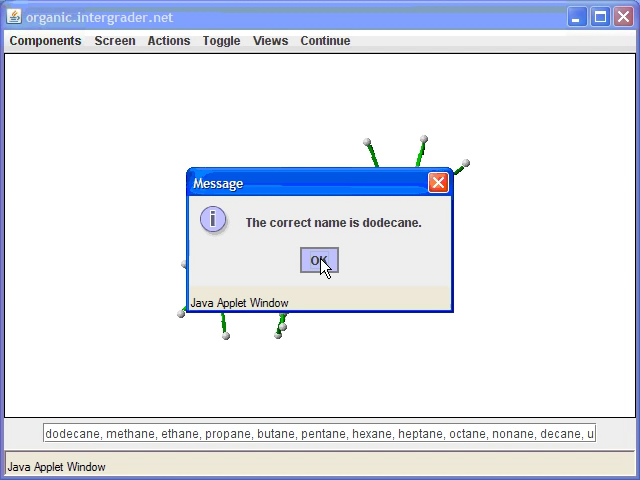 organic.intergrader.net
Components Screen Actions Toggle Views Continue
Message
The correct name is dodecane.
OK
Java Applet Window
dodecane, methane, ethane, propane, butane, pentane, hexane, heptane, octane, nonane, decane, u
Java Applet Window